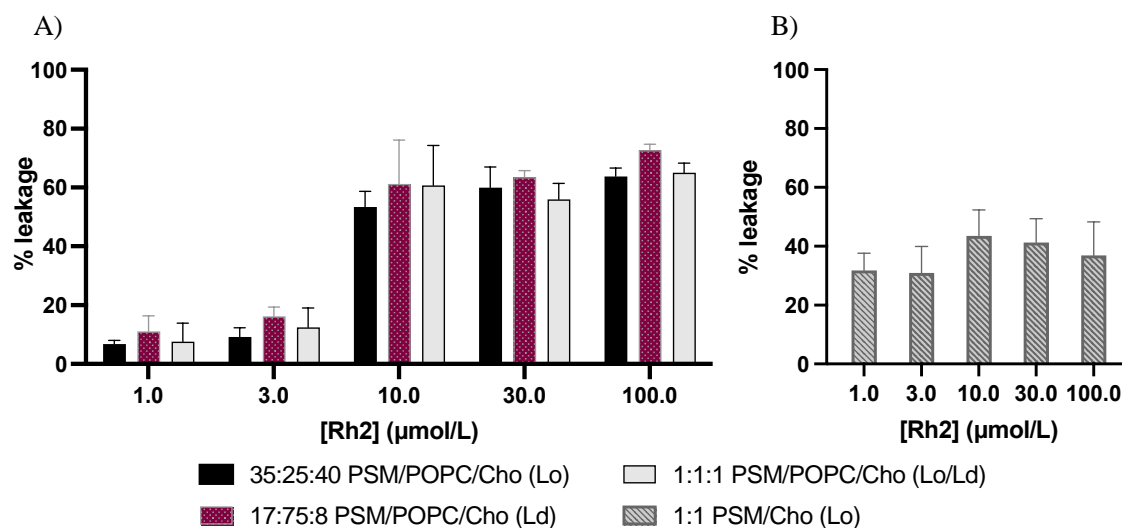 A)
100
80
60
40
20
0
% leakage
1.0 3.0 10.0 30.0 100.0
[Rh2] (µmol/L)
B)
100
80
60
40
20
0
% leakage
1.0 3.0 10.0 30.0 100.0
[Rh2] (µmol/L)
35:25:40 PSM/POPC/Cho (Lo)
1:1:1 PSM/POPC/Cho (Lo/Ld)
17:75:8 PSM/POPC/Cho (Ld)
1:1 PSM/Cho (Lo)